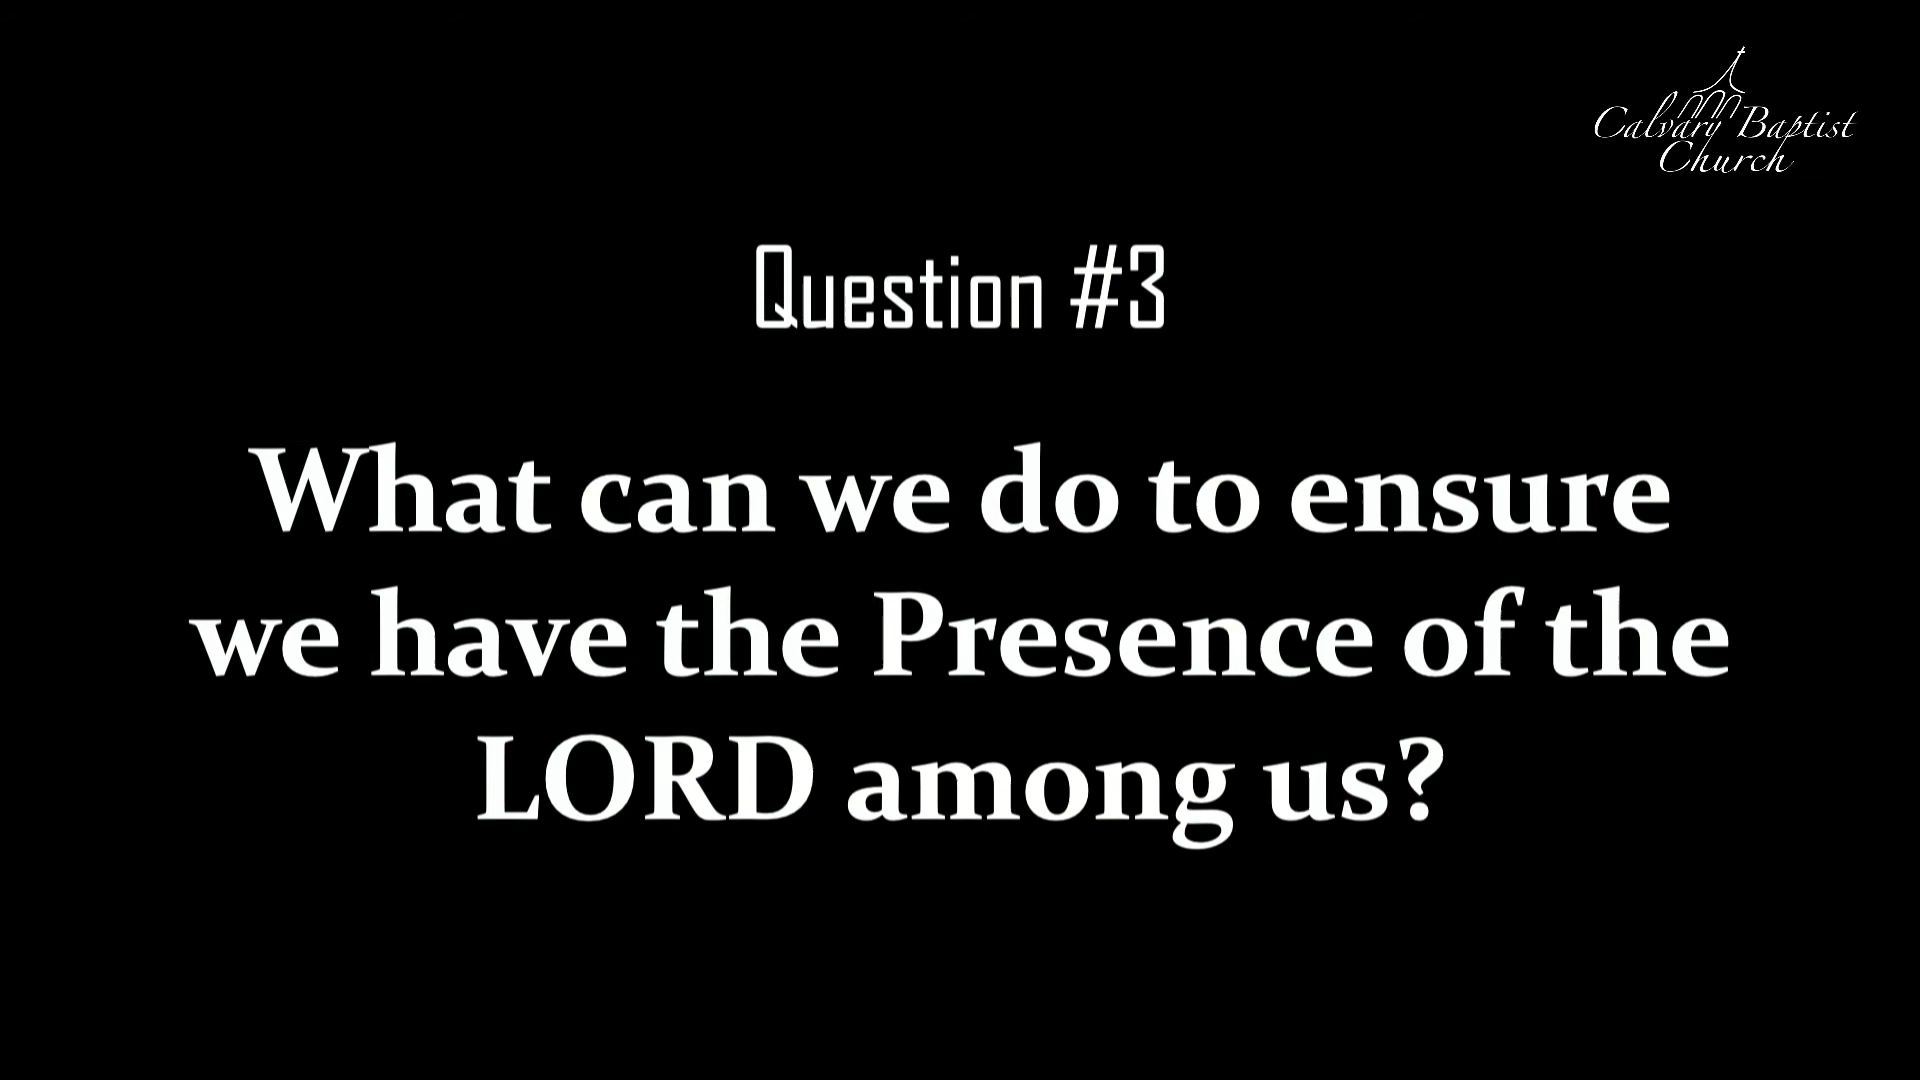 Calvary Baptist
Church
Question #3
What can we do to ensure
we have the Presence of the
LORD among us?